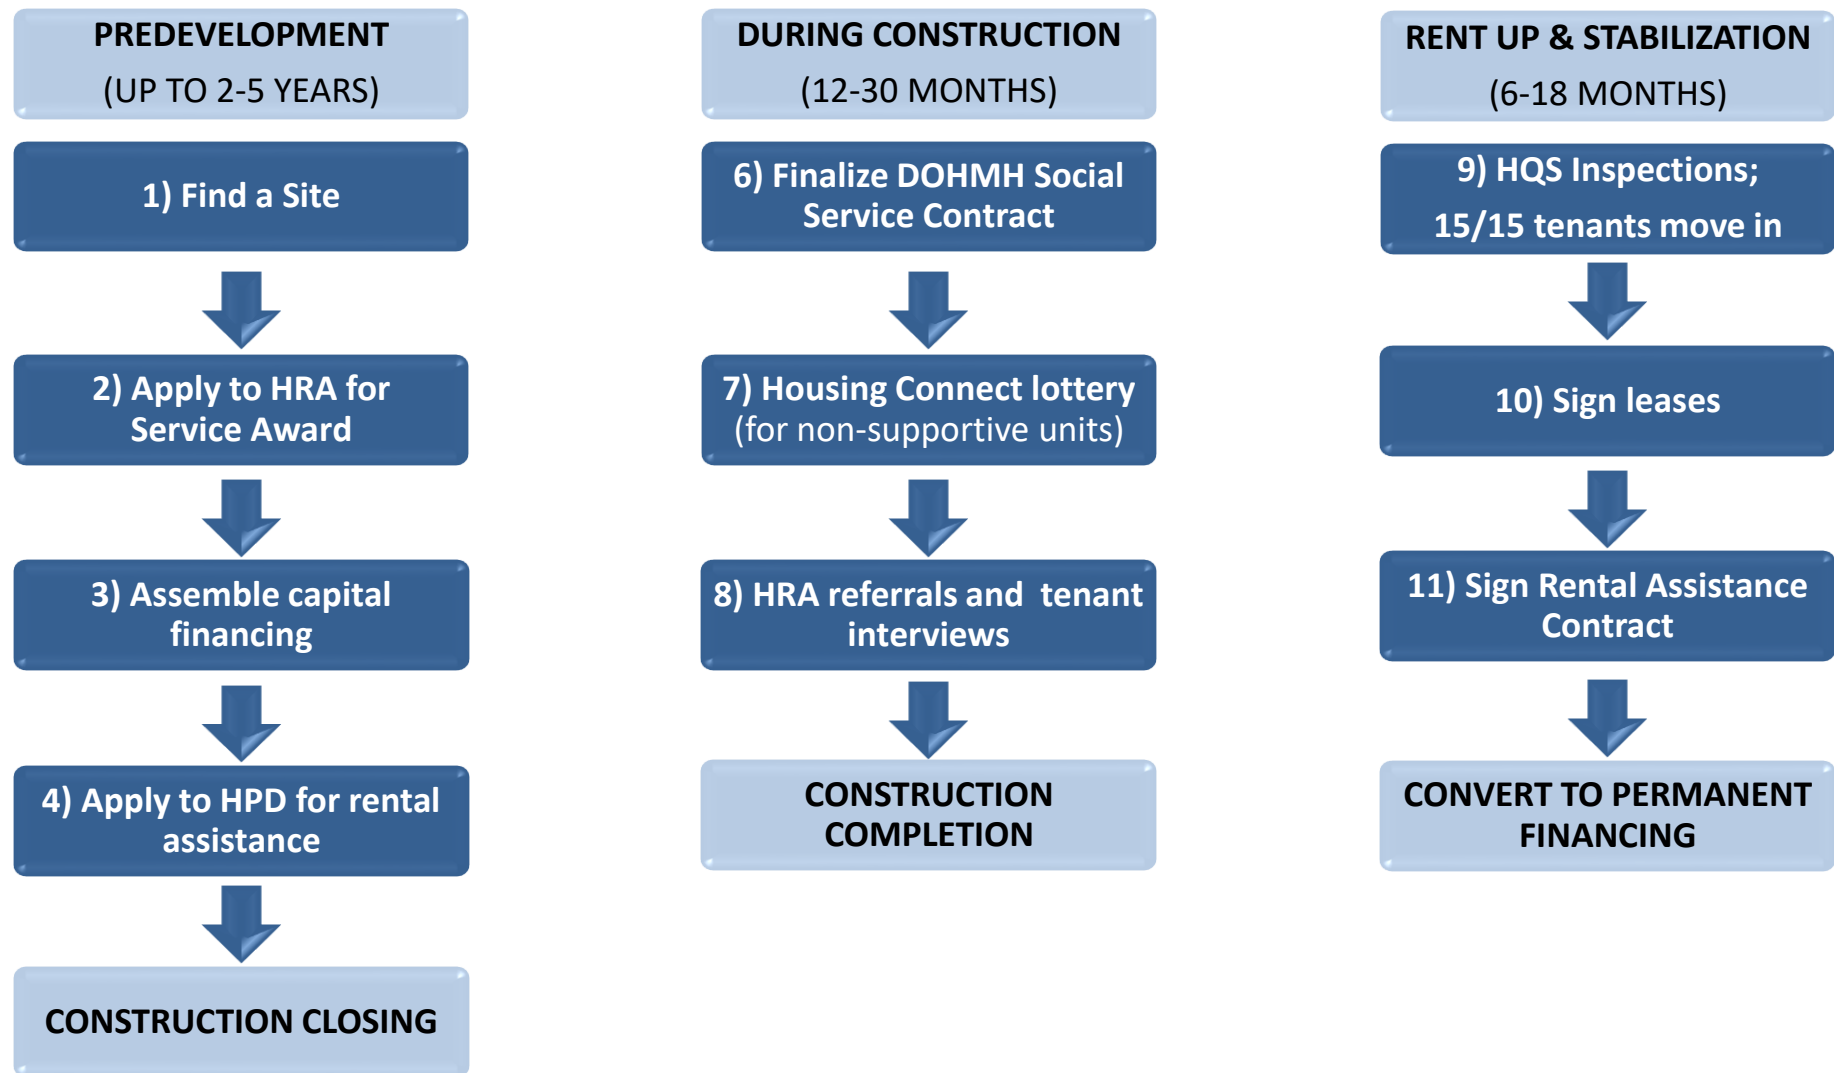 PREDEVELOPMENT
(UP TO 2-5 YEARS)
1) Find a Site
2) Apply to HRA for
Service Award
3) Assemble capital
financing
4) Apply to HPD for rental
assistance
CONSTRUCTION CLOSING
DURING CONSTRUCTION
(12-30 MONTHS)
6) Finalize DOHMH Social
Service Contract
7) Housing Connect lottery
(for non-supportive units)
8) HRA referrals and  tenant
interviews
CONSTRUCTION
COMPLETION
RENT UP & STABILIZATION
(6-18 MONTHS)
9) HQS Inspections;
15/15 tenants move in
10) Sign leases
11) Sign Rental Assistance
Contract
CONVERT TO PERMANENT
FINANCING